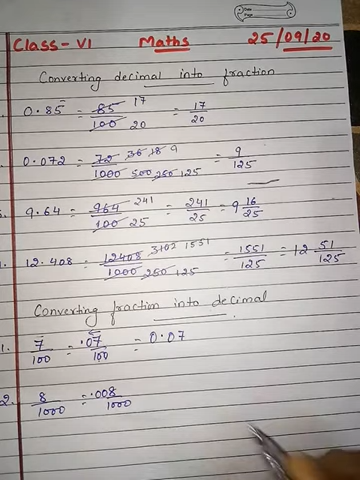 Date
Page
Class - VI Maths 25/09/20
Converting decimal into fraction
0.85 = 85/100 17/20 = 17/20
0.072 = 72/1000 36/500 18/250 9/125 = 9/125
9.64 = 964/100 241/25 = 241/25 = 9 16/25
12.408 = 12408/1000 3102/250 1551/125 = 1551/125 = 12 51/125
Converting fraction into decimal
1. 7/100 = .07/100 = 0.07
2. 8/1000 = .008/1000